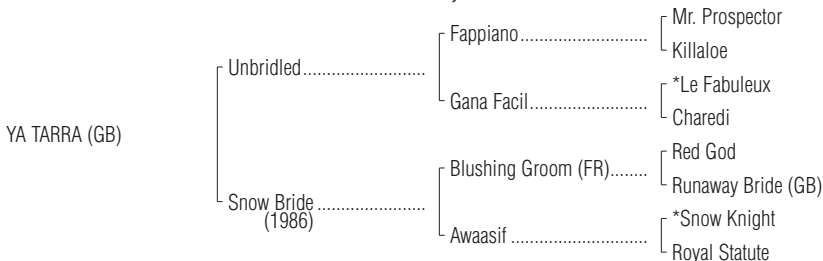 Mr. Prospector
Fappiano...........................
Killaloe
Unbridled..........................
*Le Fabuleux
Gana Facil.........................
Charedi
YA TARRA (GB)
Red God
Blushing Groom (FR)........
Runaway Bride (GB)
Snow Bride.......................
(1986)
*Snow Knight
Awaasif.............................
Royal Statute